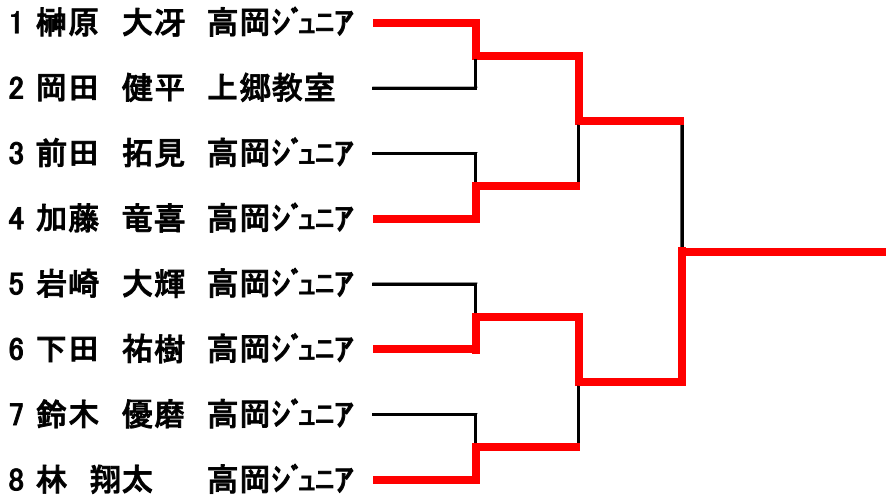 1 榊原 大冴 高岡ｼﾞｭﾆｱ
2 岡田 健平 上郷教室
3 前田 拓見 高岡ｼﾞｭﾆｱ
4 加藤 竜喜 高岡ｼﾞｭﾆｱ
5 岩崎 大輝 高岡ｼﾞｭﾆｱ
6 下田 祐樹 高岡ｼﾞｭﾆｱ
7 鈴木 優磨 高岡ｼﾞｭﾆｱ
8 林 翔太 高岡ｼﾞｭﾆｱ